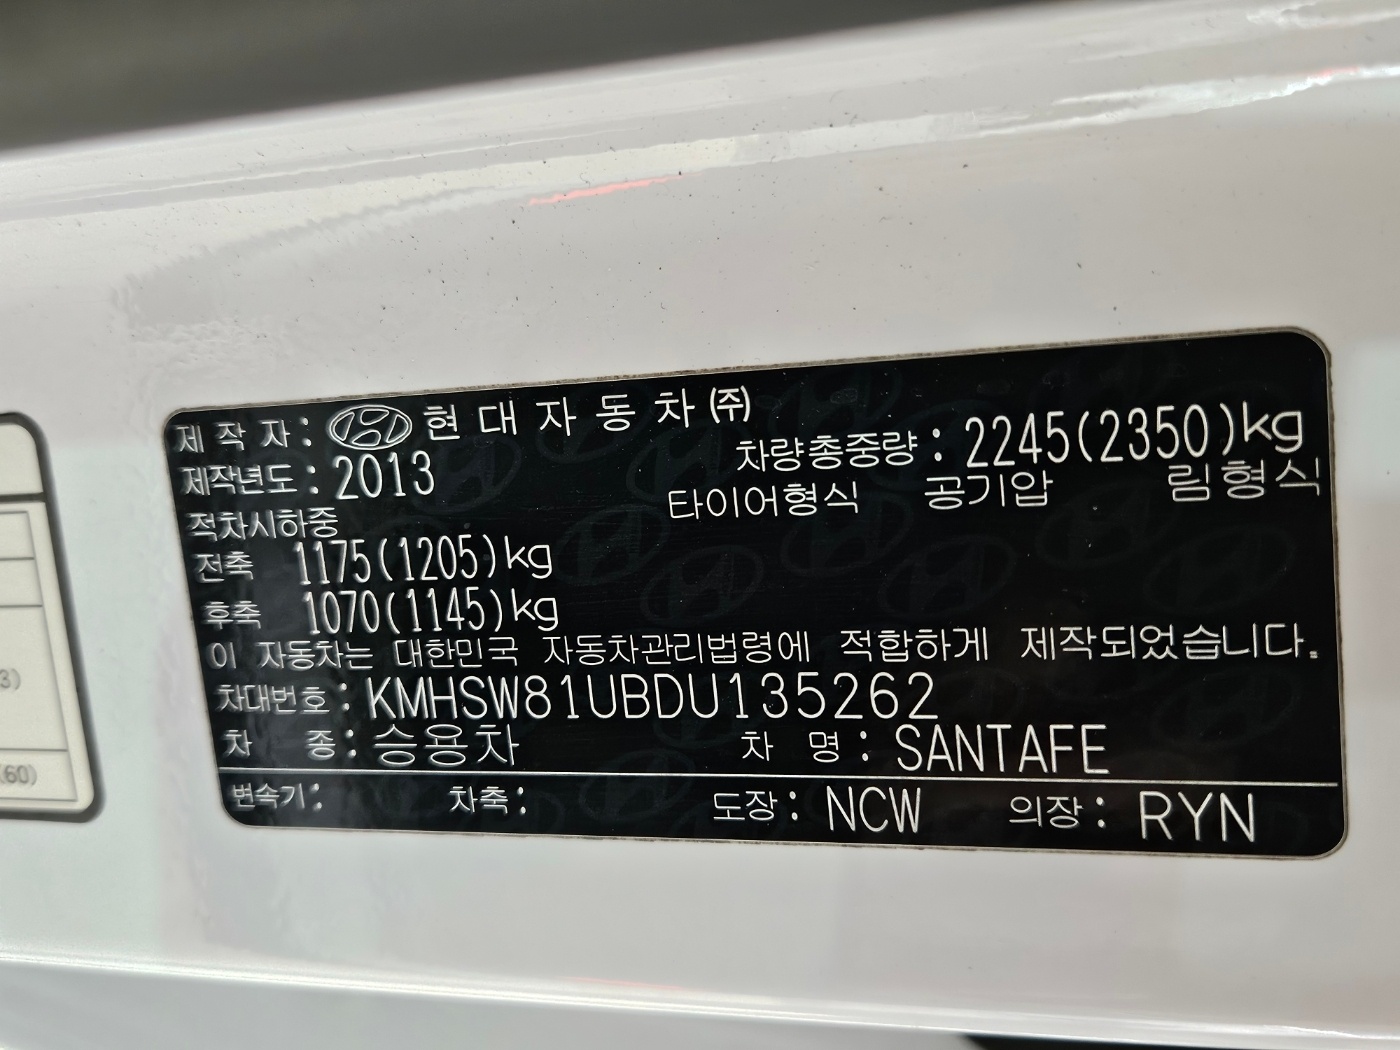 제 작 자 : 현 대 자 동 차 ㈜
제작년도 : 2013
차량총중량 : 2245(2350)kg
타이어형식 공기압 림형식
적차시하중
전축 1175(1205)kg
후축 1070(1145)kg
이 자동차는 대한민국 자동차관리법령에 적합하게 제작되었습니다.
차대번호 : KMHSW81UBDU135262
차 종 : 승용차 차 명 : SANTAFE
변속기 : 차축 : 도장 : NCW 의장 : RYN
3)
(60)